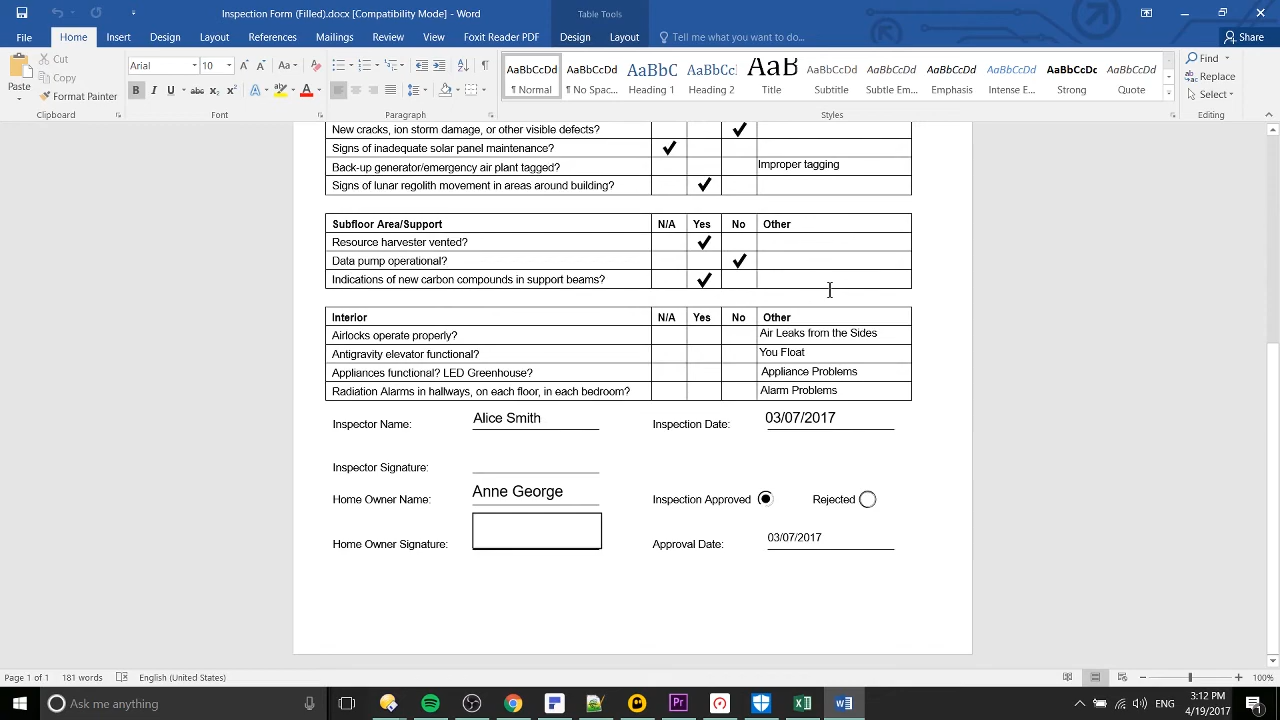 Inspection Form (Filled).docx [Compatibility Mode] - Word
Table Tools
File Home Insert Design Layout References Mailings Review View Foxit Reader PDF Design Layout Tell me what you want to do... Share
Paste
Cut
Copy
Format Painter
Arial 10
AaBbCcDd AaBbCcDd AaBbC AaBbC AaB AaBbCcD AaBbCcDd AaBbCcDd AaBbCcDd AaBbCcDc AaBbCcDd
¶ Normal ¶ No Spac... Heading 1 Heading 2 Title Subtitle Subtle Em... Emphasis Intense E... Strong Quote
Find
Replace
Select
Clipboard Font Paragraph Styles Editing
New cracks, ion storm damage, or other visible defects? ✓
Signs of inadequate solar panel maintenance? ✓
Back-up generator/emergency air plant tagged? Improper tagging
Signs of lunar regolith movement in areas around building? ✓
Subfloor Area/Support N/A Yes No Other
Resource harvester vented? ✓
Data pump operational? ✓
Indications of new carbon compounds in support beams? ✓
Interior N/A Yes No Other
Airlocks operate properly? Air Leaks from the Sides
Antigravity elevator functional? You Float
Appliances functional? LED Greenhouse? Appliance Problems
Radiation Alarms in hallways, on each floor, in each bedroom? Alarm Problems
Inspector Name: Alice Smith Inspection Date: 03/07/2017
Inspector Signature:
Home Owner Name: Anne George Inspection Approved Rejected
Home Owner Signature: Approval Date: 03/07/2017
Page 1 of 1 181 words English (United States) 100%
Ask me anything
ENG
3:12 PM
4/19/2017